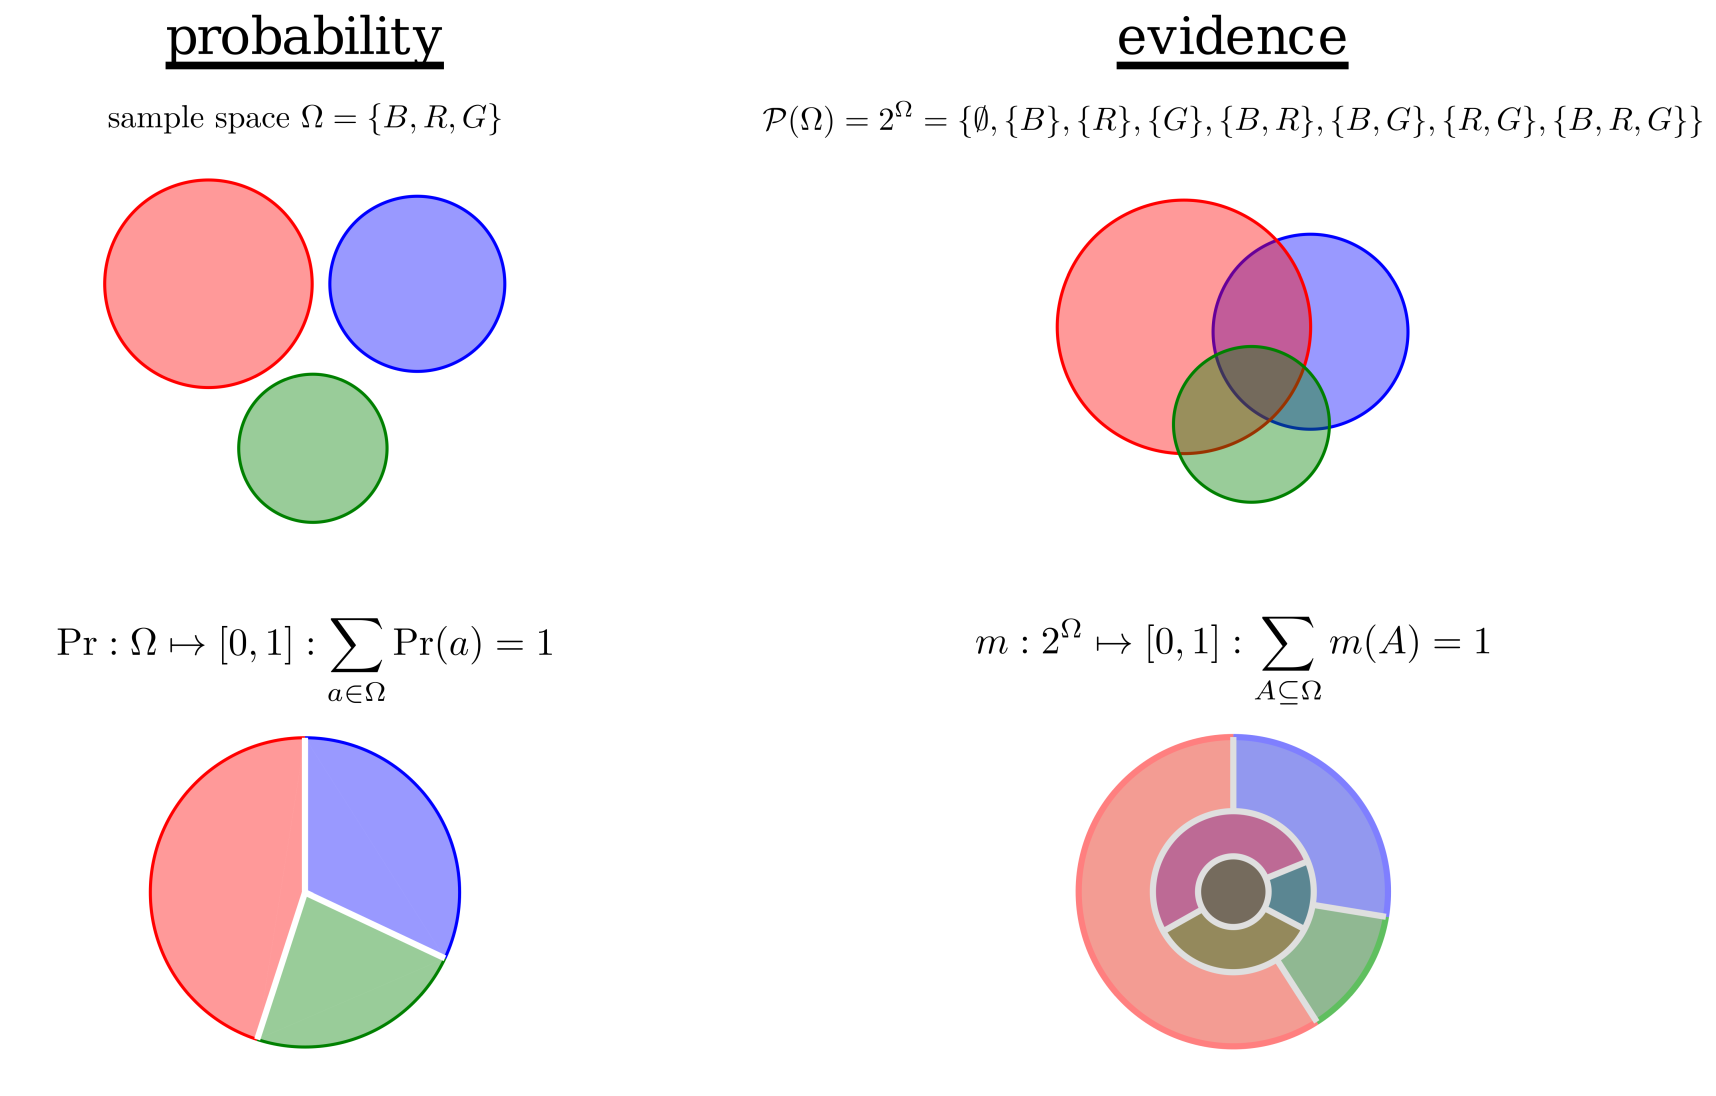 probability
sample space Ω = {B, R, G}
Pr : Ω ↦ [0, 1] : ∑_{a∈Ω} Pr(a) = 1
evidence
𝒫(Ω) = 2^Ω = {∅, {B}, {R}, {G}, {B, R}, {B, G}, {R, G}, {B, R, G}}
m : 2^Ω ↦ [0, 1] : ∑_{A⊆Ω} m(A) = 1